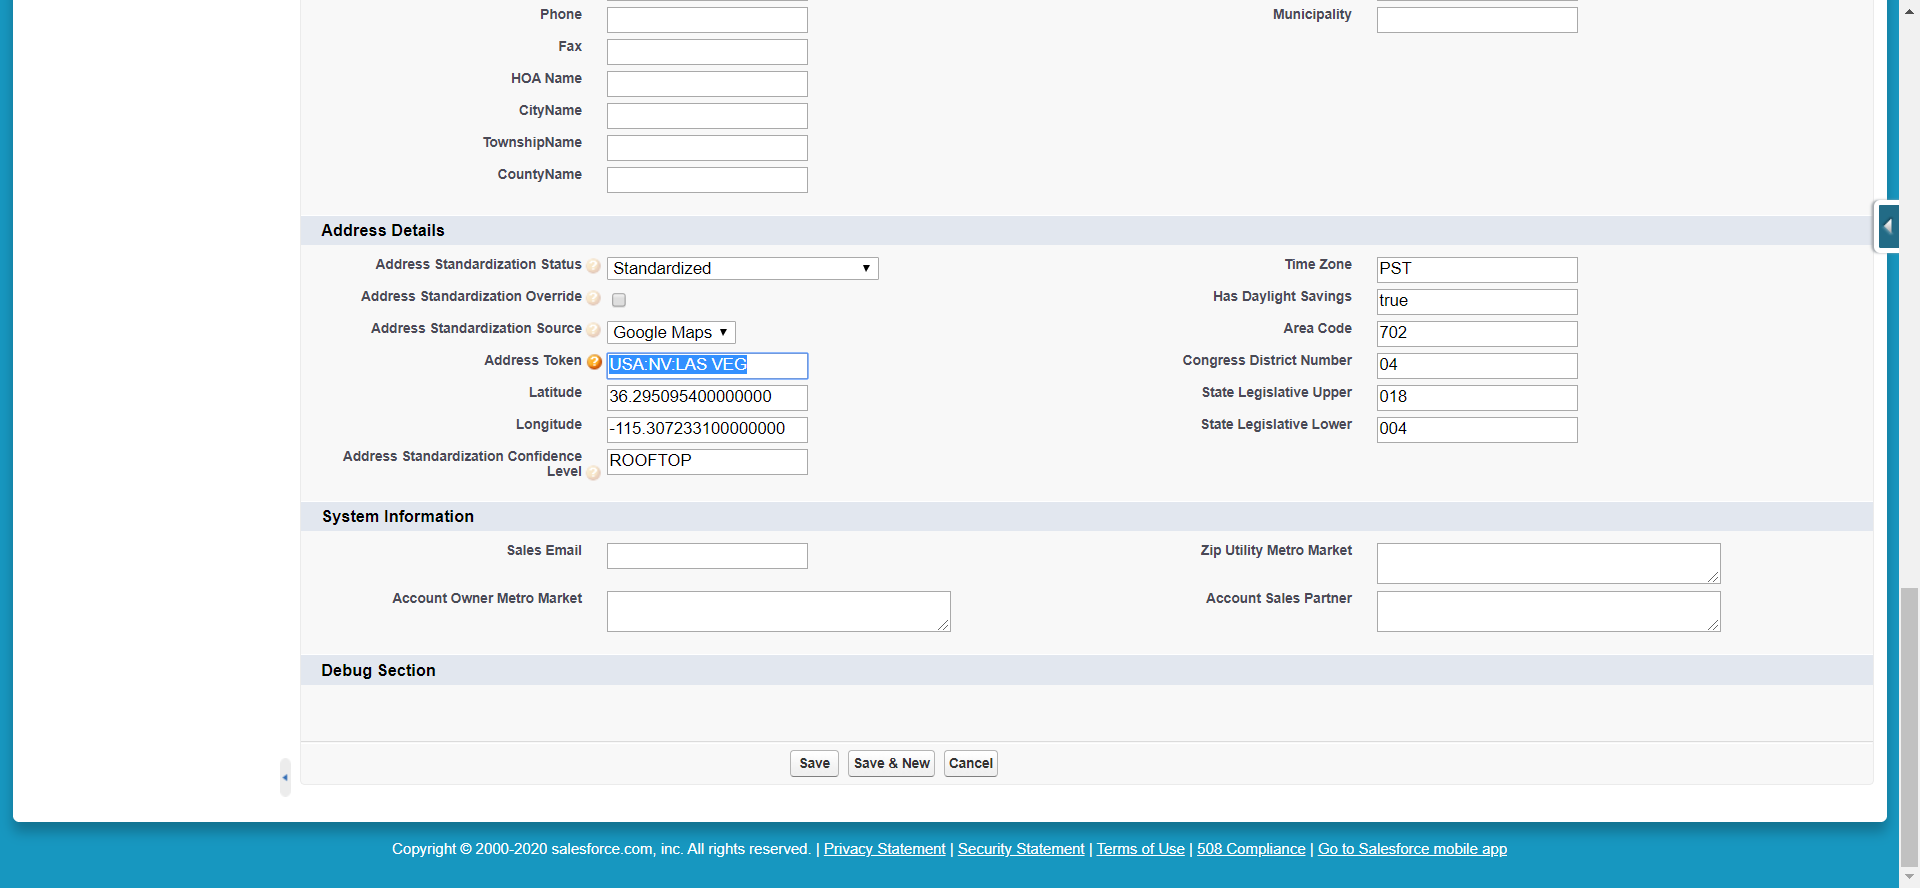 Phone
Municipality
Fax
HOA Name
CityName
TownshipName
CountyName
Address Details
Address Standardization Status ? Standardized
Time Zone PST
Address Standardization Override ?
Has Daylight Savings true
Address Standardization Source ? Google Maps
Area Code 702
Address Token ? USA:NV:LAS VEG
Congress District Number 04
Latitude 36.295095400000000
State Legislative Upper 018
Longitude -115.307233100000000
State Legislative Lower 004
Address Standardization Confidence
Level ? ROOFTOP
System Information
Sales Email
Zip Utility Metro Market
Account Owner Metro Market
Account Sales Partner
Debug Section
Save Save & New Cancel
Copyright © 2000-2020 salesforce.com, inc. All rights reserved. | Privacy Statement | Security Statement | Terms of Use | 508 Compliance | Go to Salesforce mobile app